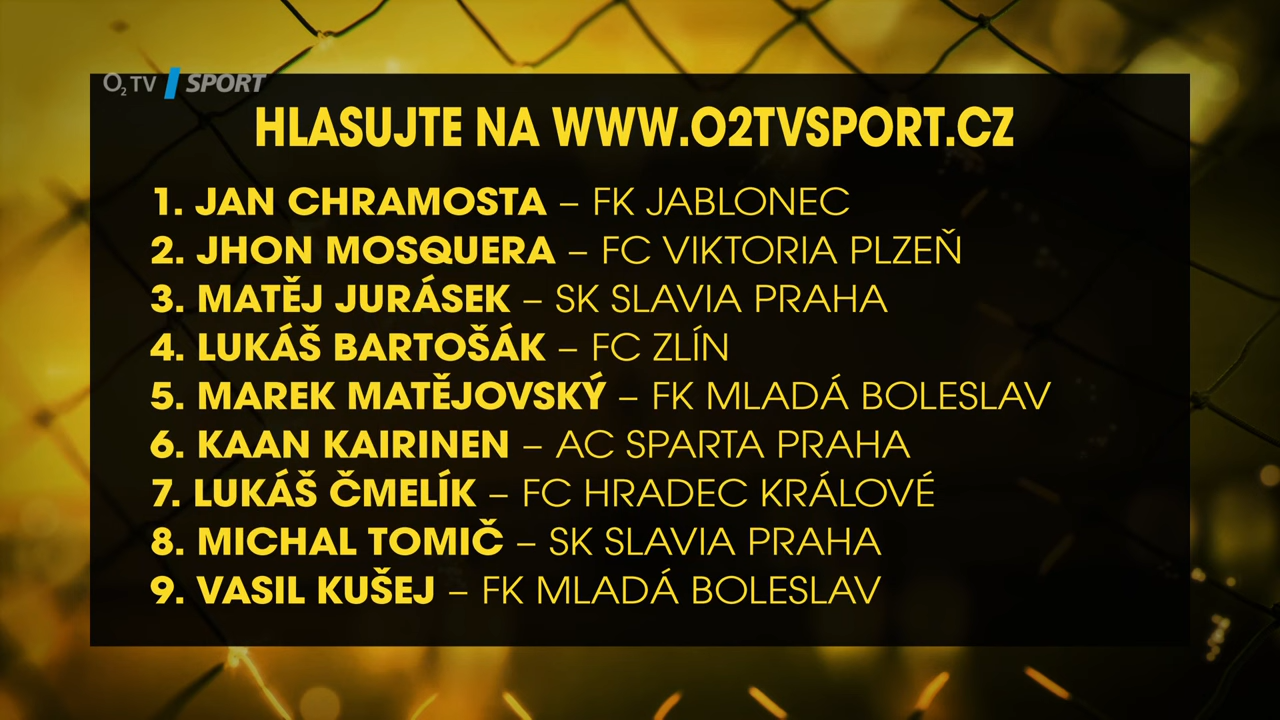 O2 TV SPORT
HLASUJTE NA WWW.O2TVSPORT.CZ
1. JAN CHRAMOSTA – FK JABLONEC
2. JHON MOSQUERA – FC VIKTORIA PLZEŇ
3. MATĚJ JURÁSEK – SK SLAVIA PRAHA
4. LUKÁŠ BARTOŠÁK – FC ZLÍN
5. MAREK MATĚJOVSKÝ – FK MLADÁ BOLESLAV
6. KAAN KAIRINEN – AC SPARTA PRAHA
7. LUKÁŠ ČMELÍK – FC HRADEC KRÁLOVÉ
8. MICHAL TOMIČ – SK SLAVIA PRAHA
9. VASIL KUŠEJ – FK MLADÁ BOLESLAV